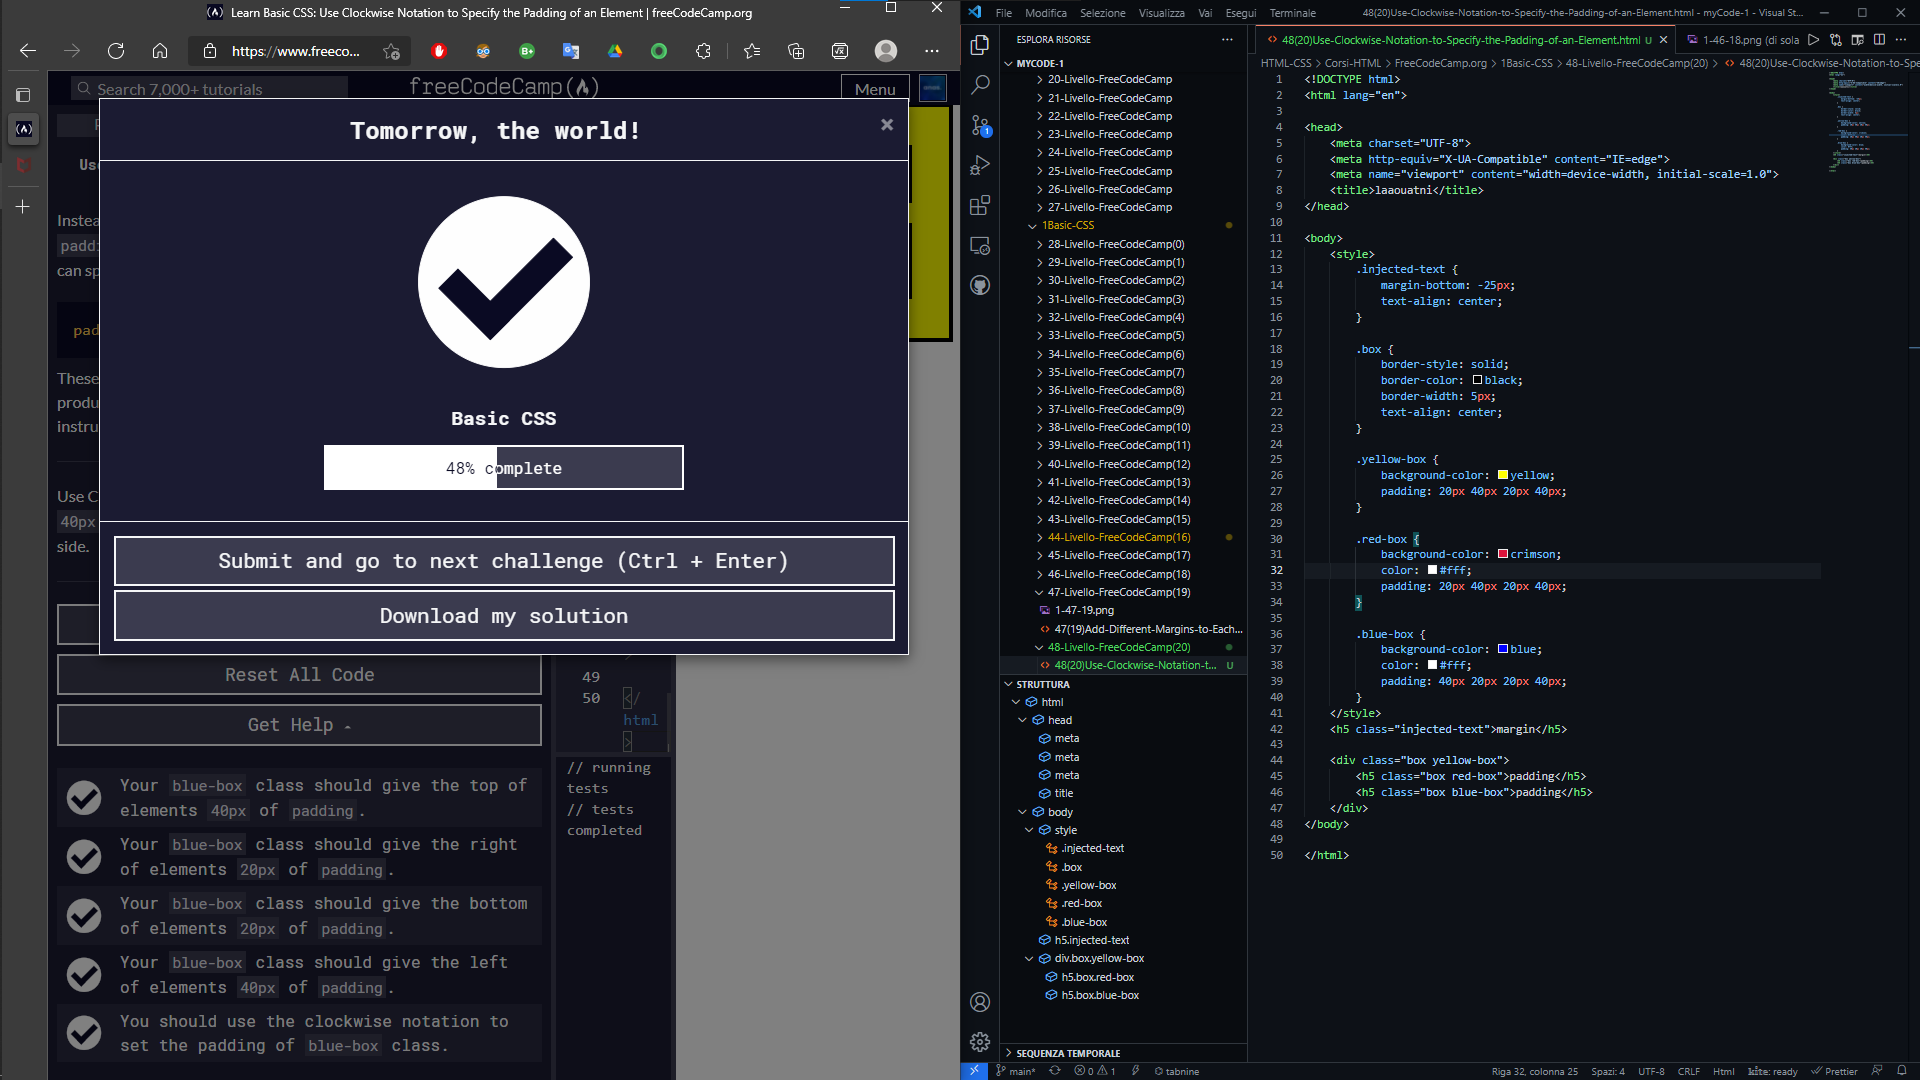 Learn Basic CSS: Use Clockwise Notation to Specify the Padding of an Element | freeCodeCamp.org
https://www.freeco...
Search 7,000+ tutorials
freeCodeCamp
Menu
Tomorrow, the world!
×
Instea
can sp
pad
These
produ
instru
Use C
40px
side.
Basic CSS
48% complete
Submit and go to next challenge (Ctrl + Enter)
Download my solution
Reset All Code
Get Help
Your blue-box class should give the top of
elements 40px of padding.
Your blue-box class should give the right
of elements 20px of padding.
Your blue-box class should give the bottom
of elements 20px of padding.
Your blue-box class should give the left
of elements 40px of padding.
You should use the clockwise notation to
set the padding of blue-box class.
49
50 </
html
>
// running
tests
// tests
completed
File Modifica Selezione Visualizza Vai Esegui Terminale
48(20)Use-Clockwise-Notation-to-Specify-the-Padding-of-an-Element.html - myCode-1 - Visual St...
ESPLORA RISORSE
MYCODE-1
20-Livello-FreeCodeCamp
21-Livello-FreeCodeCamp
22-Livello-FreeCodeCamp
23-Livello-FreeCodeCamp
24-Livello-FreeCodeCamp
25-Livello-FreeCodeCamp
26-Livello-FreeCodeCamp
27-Livello-FreeCodeCamp
1Basic-CSS
28-Livello-FreeCodeCamp(0)
29-Livello-FreeCodeCamp(1)
30-Livello-FreeCodeCamp(2)
31-Livello-FreeCodeCamp(3)
32-Livello-FreeCodeCamp(4)
33-Livello-FreeCodeCamp(5)
34-Livello-FreeCodeCamp(6)
35-Livello-FreeCodeCamp(7)
36-Livello-FreeCodeCamp(8)
37-Livello-FreeCodeCamp(9)
38-Livello-FreeCodeCamp(10)
39-Livello-FreeCodeCamp(11)
40-Livello-FreeCodeCamp(12)
41-Livello-FreeCodeCamp(13)
42-Livello-FreeCodeCamp(14)
43-Livello-FreeCodeCamp(15)
44-Livello-FreeCodeCamp(16)
45-Livello-FreeCodeCamp(17)
46-Livello-FreeCodeCamp(18)
47-Livello-FreeCodeCamp(19)
1-47-19.png
47(19)Add-Different-Margins-to-Each...
48-Livello-FreeCodeCamp(20)
48(20)Use-Clockwise-Notation-t... U
STRUTTURA
html
head
meta
meta
meta
title
body
style
.injected-text
.box
.yellow-box
.red-box
.blue-box
h5.injected-text
div.box.yellow-box
h5.box.red-box
h5.box.blue-box
SEQUENZA TEMPORALE
48(20)Use-Clockwise-Notation-to-Specify-the-Padding-of-an-Element.html U
1-46-18.png (di sola
HTML-CSS > Corsi-HTML > FreeCodeCamp.org > 1Basic-CSS > 48-Livello-FreeCodeCamp(20) > 48(20)Use-Clockwise-Notation-to-Spe
1 <!DOCTYPE html>
2 <html lang="en">
3
4 <head>
5 <meta charset="UTF-8">
6 <meta http-equiv="X-UA-Compatible" content="IE=edge">
7 <meta name="viewport" content="width=device-width, initial-scale=1.0">
8 <title>laaouatni</title>
9 </head>
10
11 <body>
12 <style>
13 .injected-text {
14 margin-bottom: -25px;
15 text-align: center;
16 }
17
18 .box {
19 border-style: solid;
20 border-color: black;
21 border-width: 5px;
22 text-align: center;
23 }
24
25 .yellow-box {
26 background-color: yellow;
27 padding: 20px 40px 20px 40px;
28 }
29
30 .red-box {
31 background-color: crimson;
32 color: #fff;
33 padding: 20px 40px 20px 40px;
34 }
35
36 .blue-box {
37 background-color: blue;
38 color: #fff;
39 padding: 40px 20px 20px 40px;
40 }
41 </style>
42 <h5 class="injected-text">margin</h5>
43
44 <div class="box yellow-box">
45 <h5 class="box red-box">padding</h5>
46 <h5 class="box blue-box">padding</h5>
47 </div>
48 </body>
49
50 </html>
main* 0 1 tabnine
Riga 32, colonna 25 Spazi: 4 UTF-8 CRLF Html kite: ready Prettier